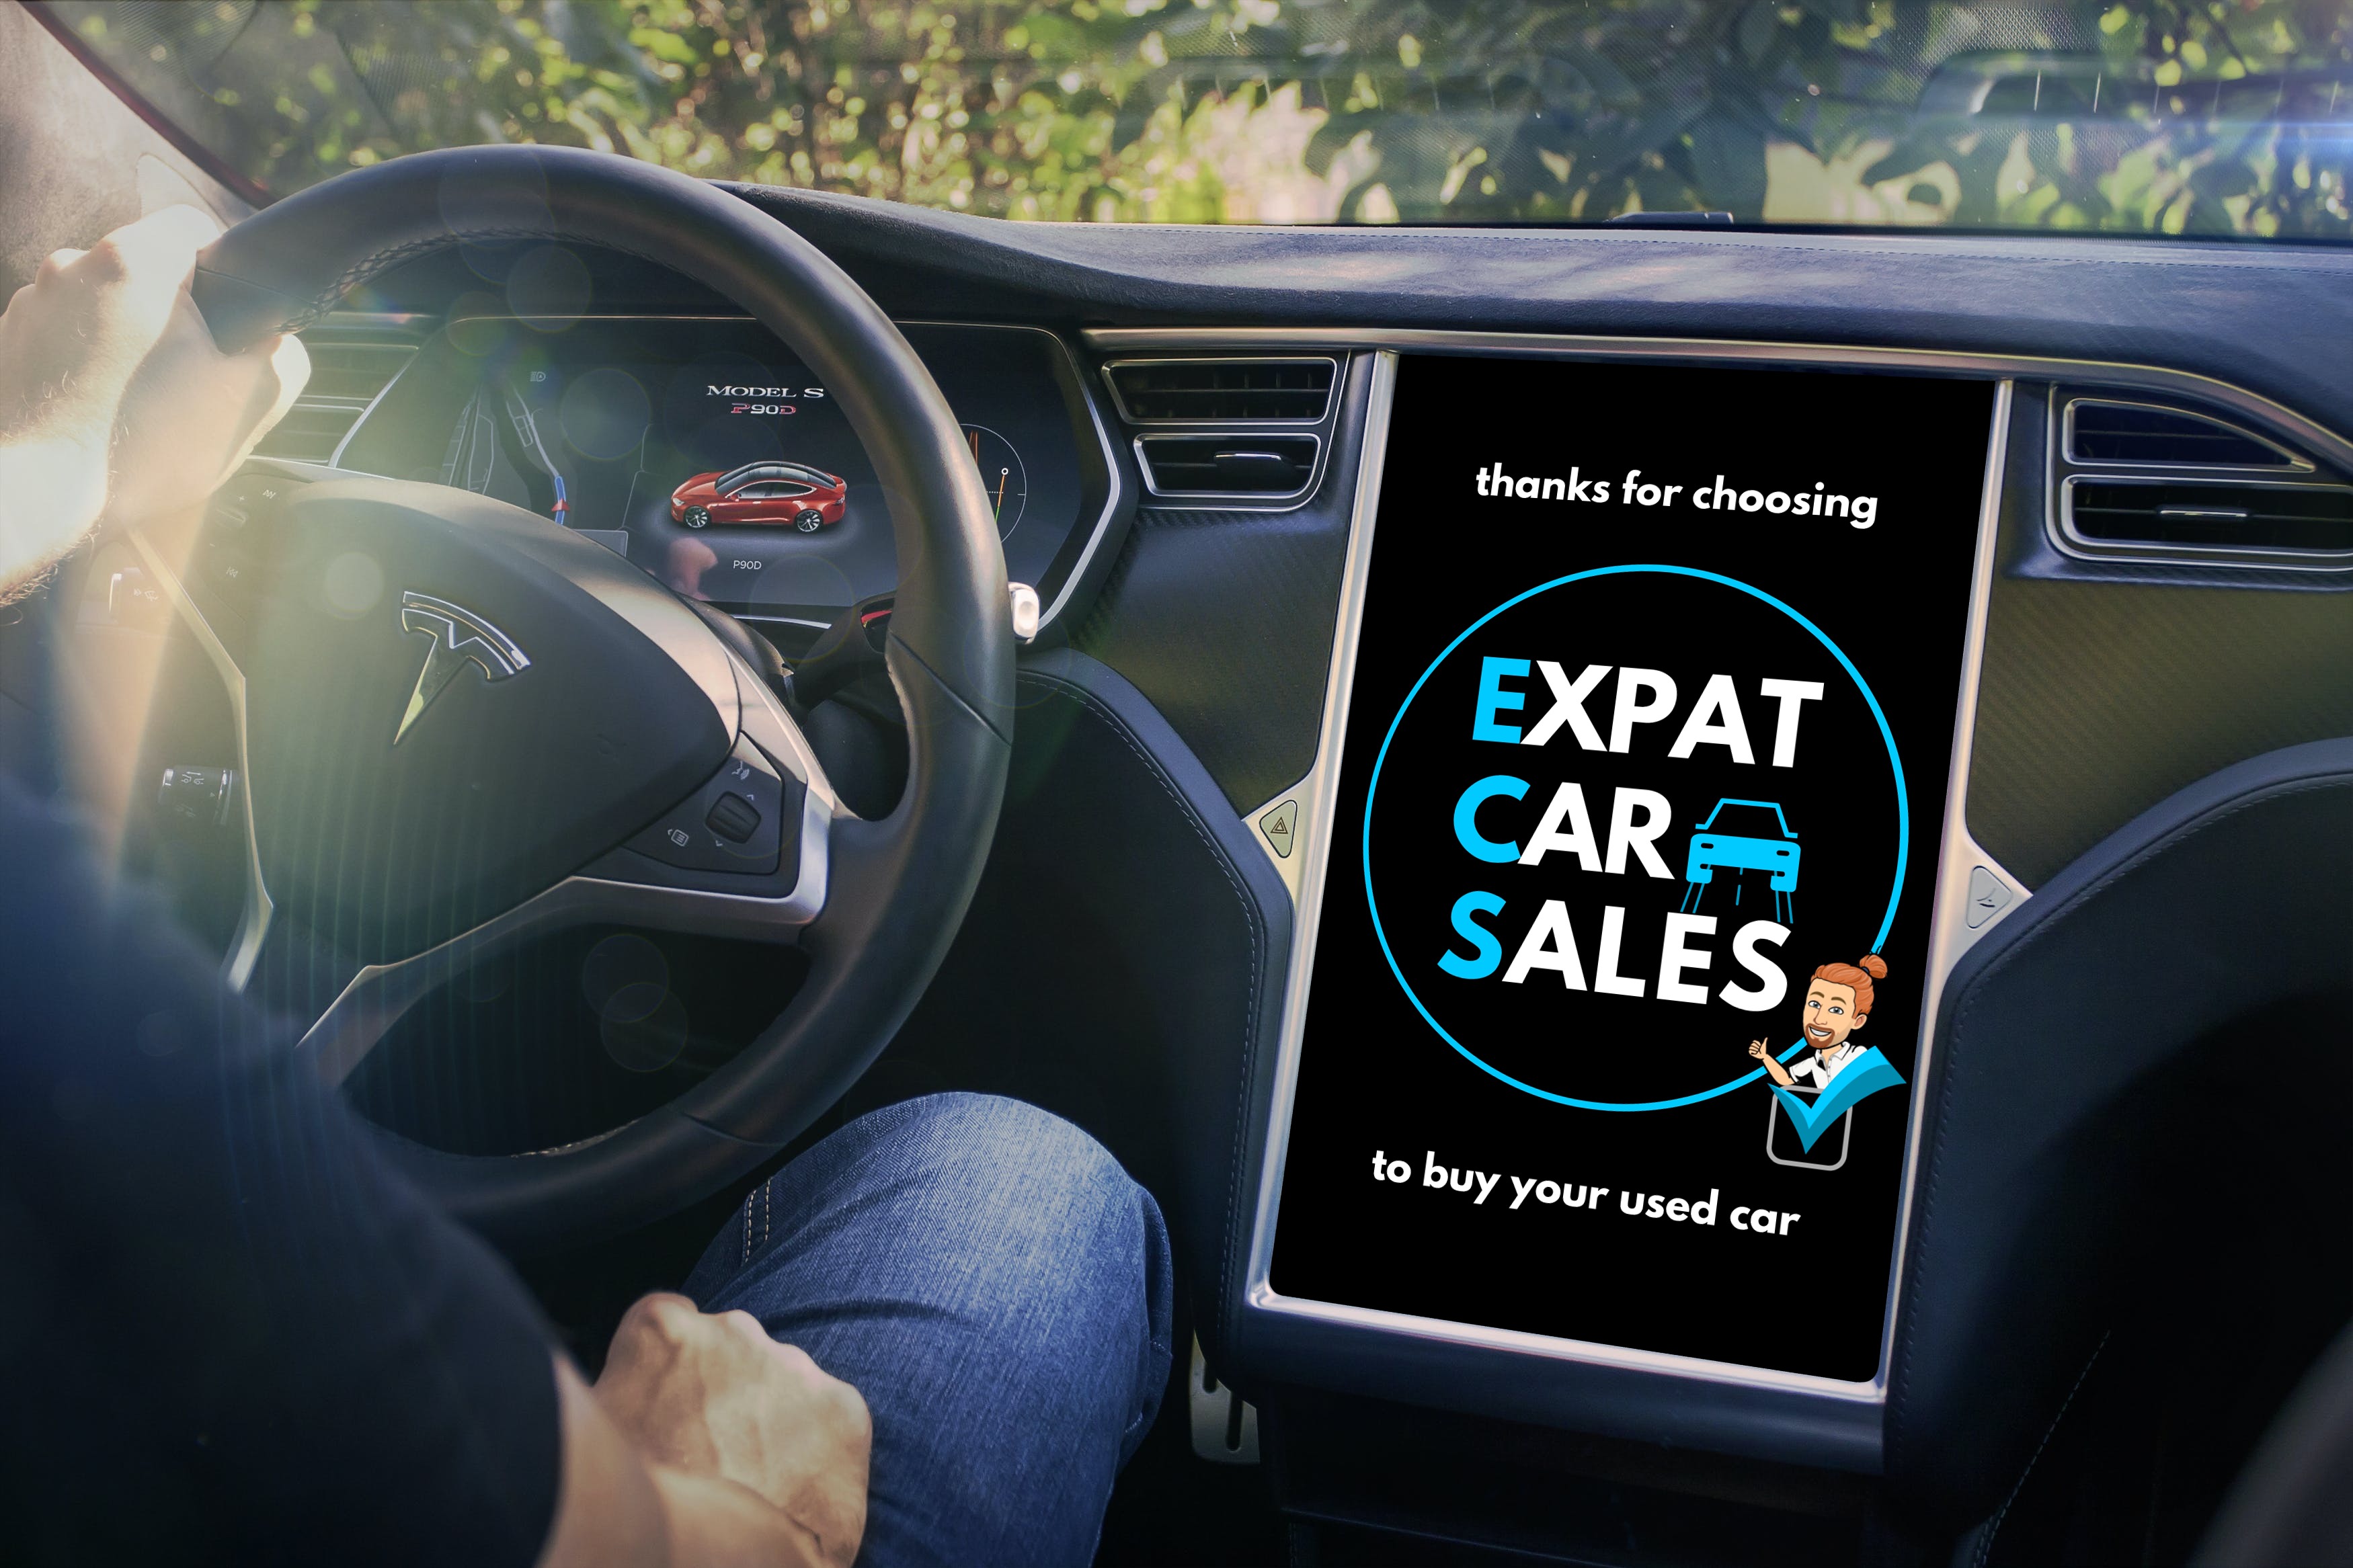 MODEL S
P90D
P90D
thanks for choosing
EXPAT
CAR
SALES
to buy your used car